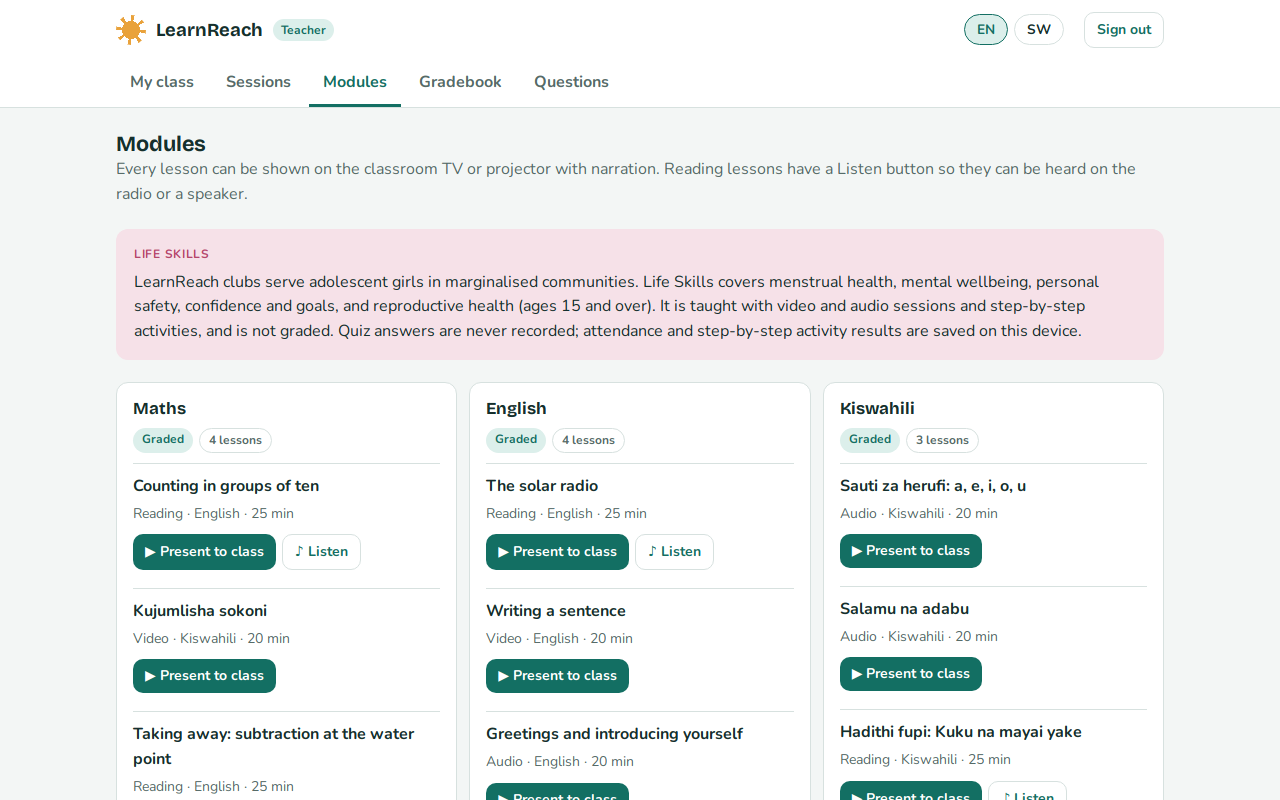 LearnReach Teacher EN SW Sign out
My class Sessions Modules Gradebook Questions
Modules
Every lesson can be shown on the classroom TV or projector with narration. Reading lessons have a Listen button so they can be heard on the
radio or a speaker.
LIFE SKILLS
LearnReach clubs serve adolescent girls in marginalised communities. Life Skills covers menstrual health, mental wellbeing, personal
safety, confidence and goals, and reproductive health (ages 15 and over). It is taught with video and audio sessions and step-by-step
activities, and is not graded. Quiz answers are never recorded; attendance and step-by-step activity results are saved on this device.
Maths
Graded 4 lessons
Counting in groups of ten
Reading · English · 25 min
▶ Present to class ♪ Listen
Kujumlisha sokoni
Video · Kiswahili · 20 min
▶ Present to class
Taking away: subtraction at the water
point
Reading · English · 25 min
English
Graded 4 lessons
The solar radio
Reading · English · 25 min
▶ Present to class ♪ Listen
Writing a sentence
Video · English · 20 min
▶ Present to class
Greetings and introducing yourself
Audio · English · 20 min
▶ Present to class
Kiswahili
Graded 3 lessons
Sauti za herufi: a, e, i, o, u
Audio · Kiswahili · 20 min
▶ Present to class
Salamu na adabu
Audio · Kiswahili · 20 min
▶ Present to class
Hadithi fupi: Kuku na mayai yake
Reading · Kiswahili · 25 min
▶ Present to class ♪ Listen